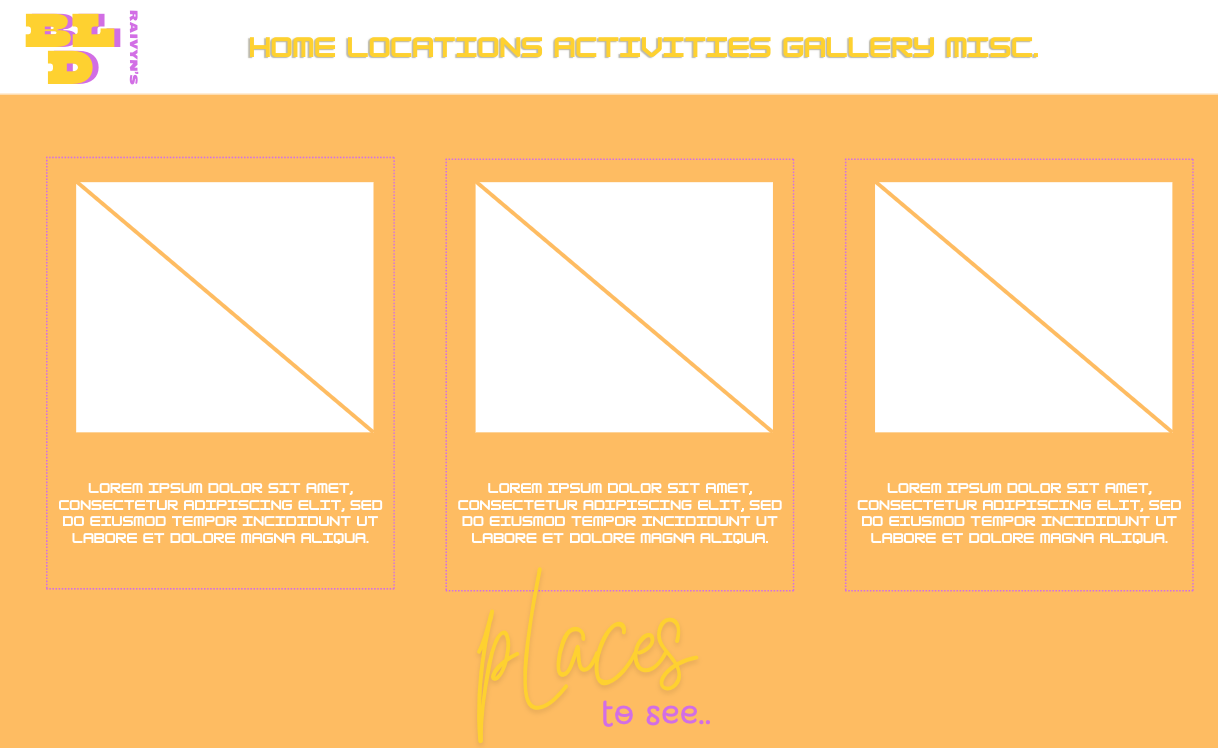 BL
D
RAIVYN'S
HOME LOCATIONS ACTIVITIES GALLERY MISC.
LOREM IPSUM DOLOR SIT AMET,
CONSECTETUR ADIPISCING ELIT, SED
DO EIUSMOD TEMPOR INCIDIDUNT UT
LABORE ET DOLORE MAGNA ALIQUA.
LOREM IPSUM DOLOR SIT AMET,
CONSECTETUR ADIPISCING ELIT, SED
DO EIUSMOD TEMPOR INCIDIDUNT UT
LABORE ET DOLORE MAGNA ALIQUA.
LOREM IPSUM DOLOR SIT AMET,
CONSECTETUR ADIPISCING ELIT, SED
DO EIUSMOD TEMPOR INCIDIDUNT UT
LABORE ET DOLORE MAGNA ALIQUA.
places
to see..